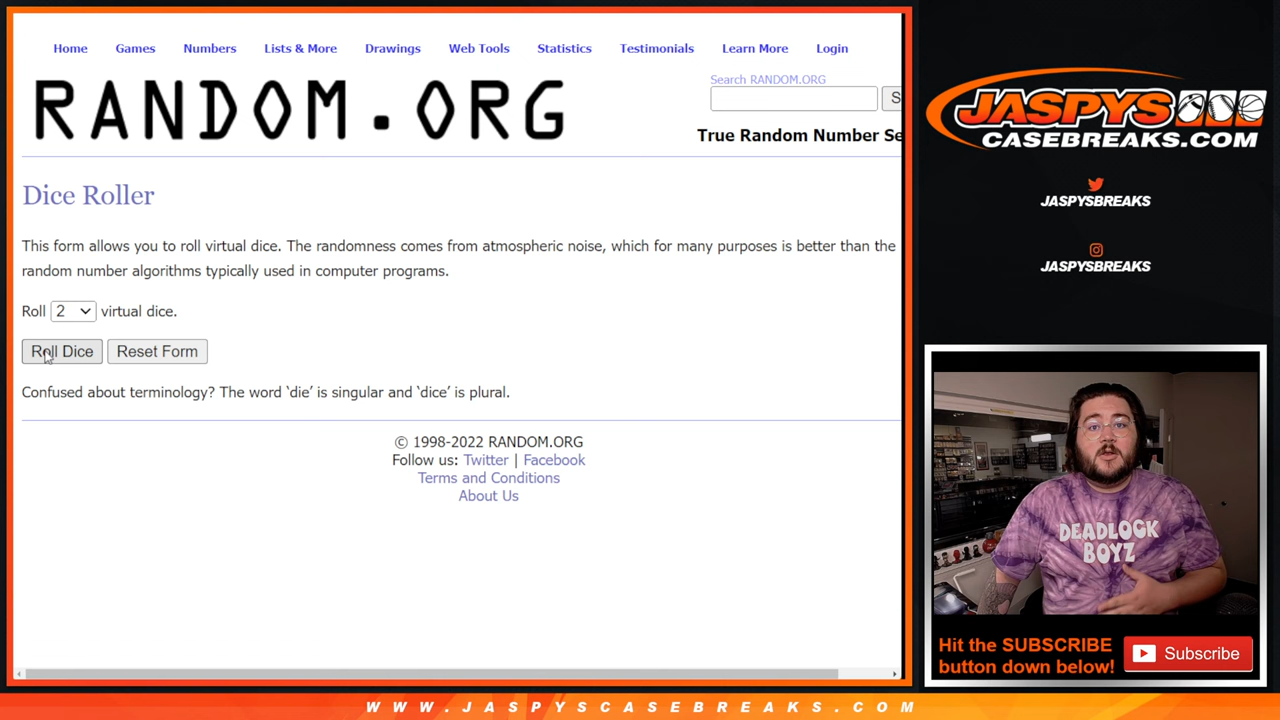 Home Games Numbers Lists & More Drawings Web Tools Statistics Testimonials Learn More Login
RANDOM.ORG
Search RANDOM.ORG
S
True Random Number Se
Dice Roller
This form allows you to roll virtual dice. The randomness comes from atmospheric noise, which for many purposes is better than the
random number algorithms typically used in computer programs.
Roll 2 virtual dice.
Roll Dice Reset Form
Confused about terminology? The word ‘die’ is singular and ‘dice’ is plural.
© 1998-2022 RANDOM.ORG
Follow us: Twitter | Facebook
Terms and Conditions
About Us
JASPYS
CASEBREAKS.COM
JASPYSBREAKS
JASPYSBREAKS
DEADLOCK
BOYZ
Hit the SUBSCRIBE
button down below!
Subscribe
WWW.JASPYSCASEBREAKS.COM